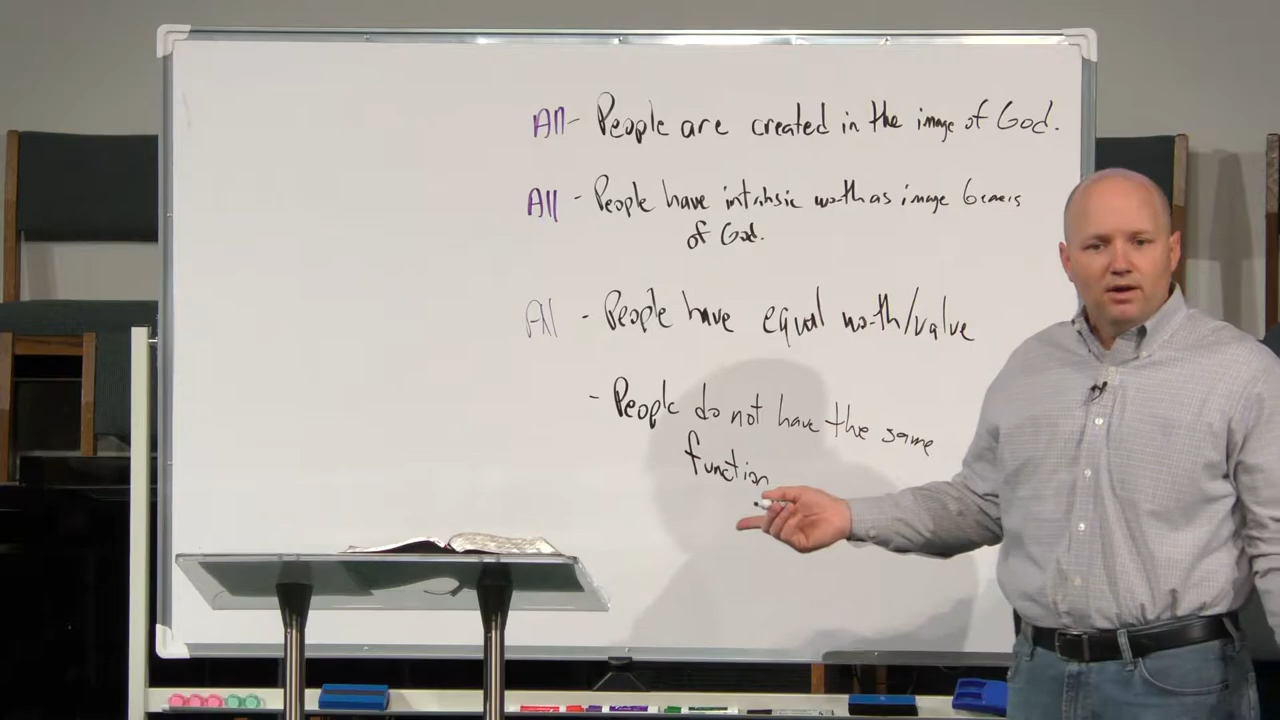 All - People are created in the image of God.
All - People have intrinsic worth as image bearers
of God.
All - People have equal worth/value
- People do not have the same
function